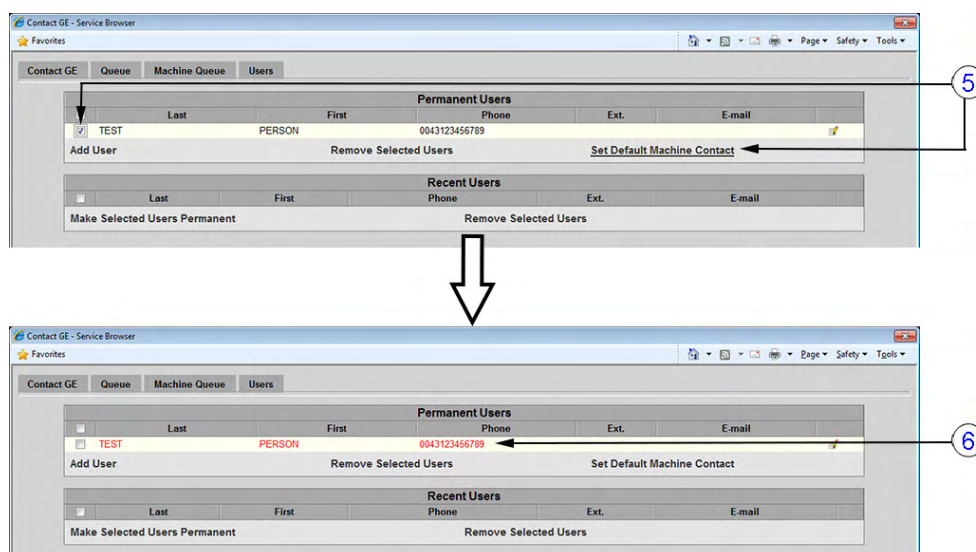 Contact GE - Service Browser
Favorites Page Safety Tools
Contact GE Queue Machine Queue Users
Permanent Users
Last First Phone Ext. E-mail
TEST PERSON 0043123456789
Add User Remove Selected Users Set Default Machine Contact
5
Recent Users
Last First Phone Ext. E-mail
Make Selected Users Permanent Remove Selected Users
Contact GE - Service Browser
Favorites Page Safety Tools
Contact GE Queue Machine Queue Users
Permanent Users
Last First Phone Ext. E-mail
TEST PERSON 0043123456789
6
Add User Remove Selected Users Set Default Machine Contact
Recent Users
Last First Phone Ext. E-mail
Make Selected Users Permanent Remove Selected Users